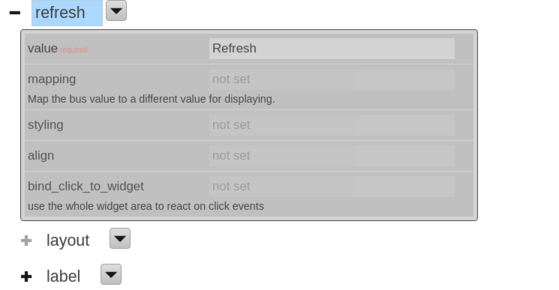 refresh
value required Refresh
mapping not set
Map the bus value to a different value for displaying.
styling not set
align not set
bind_click_to_widget not set
use the whole widget area to react on click events
layout
label